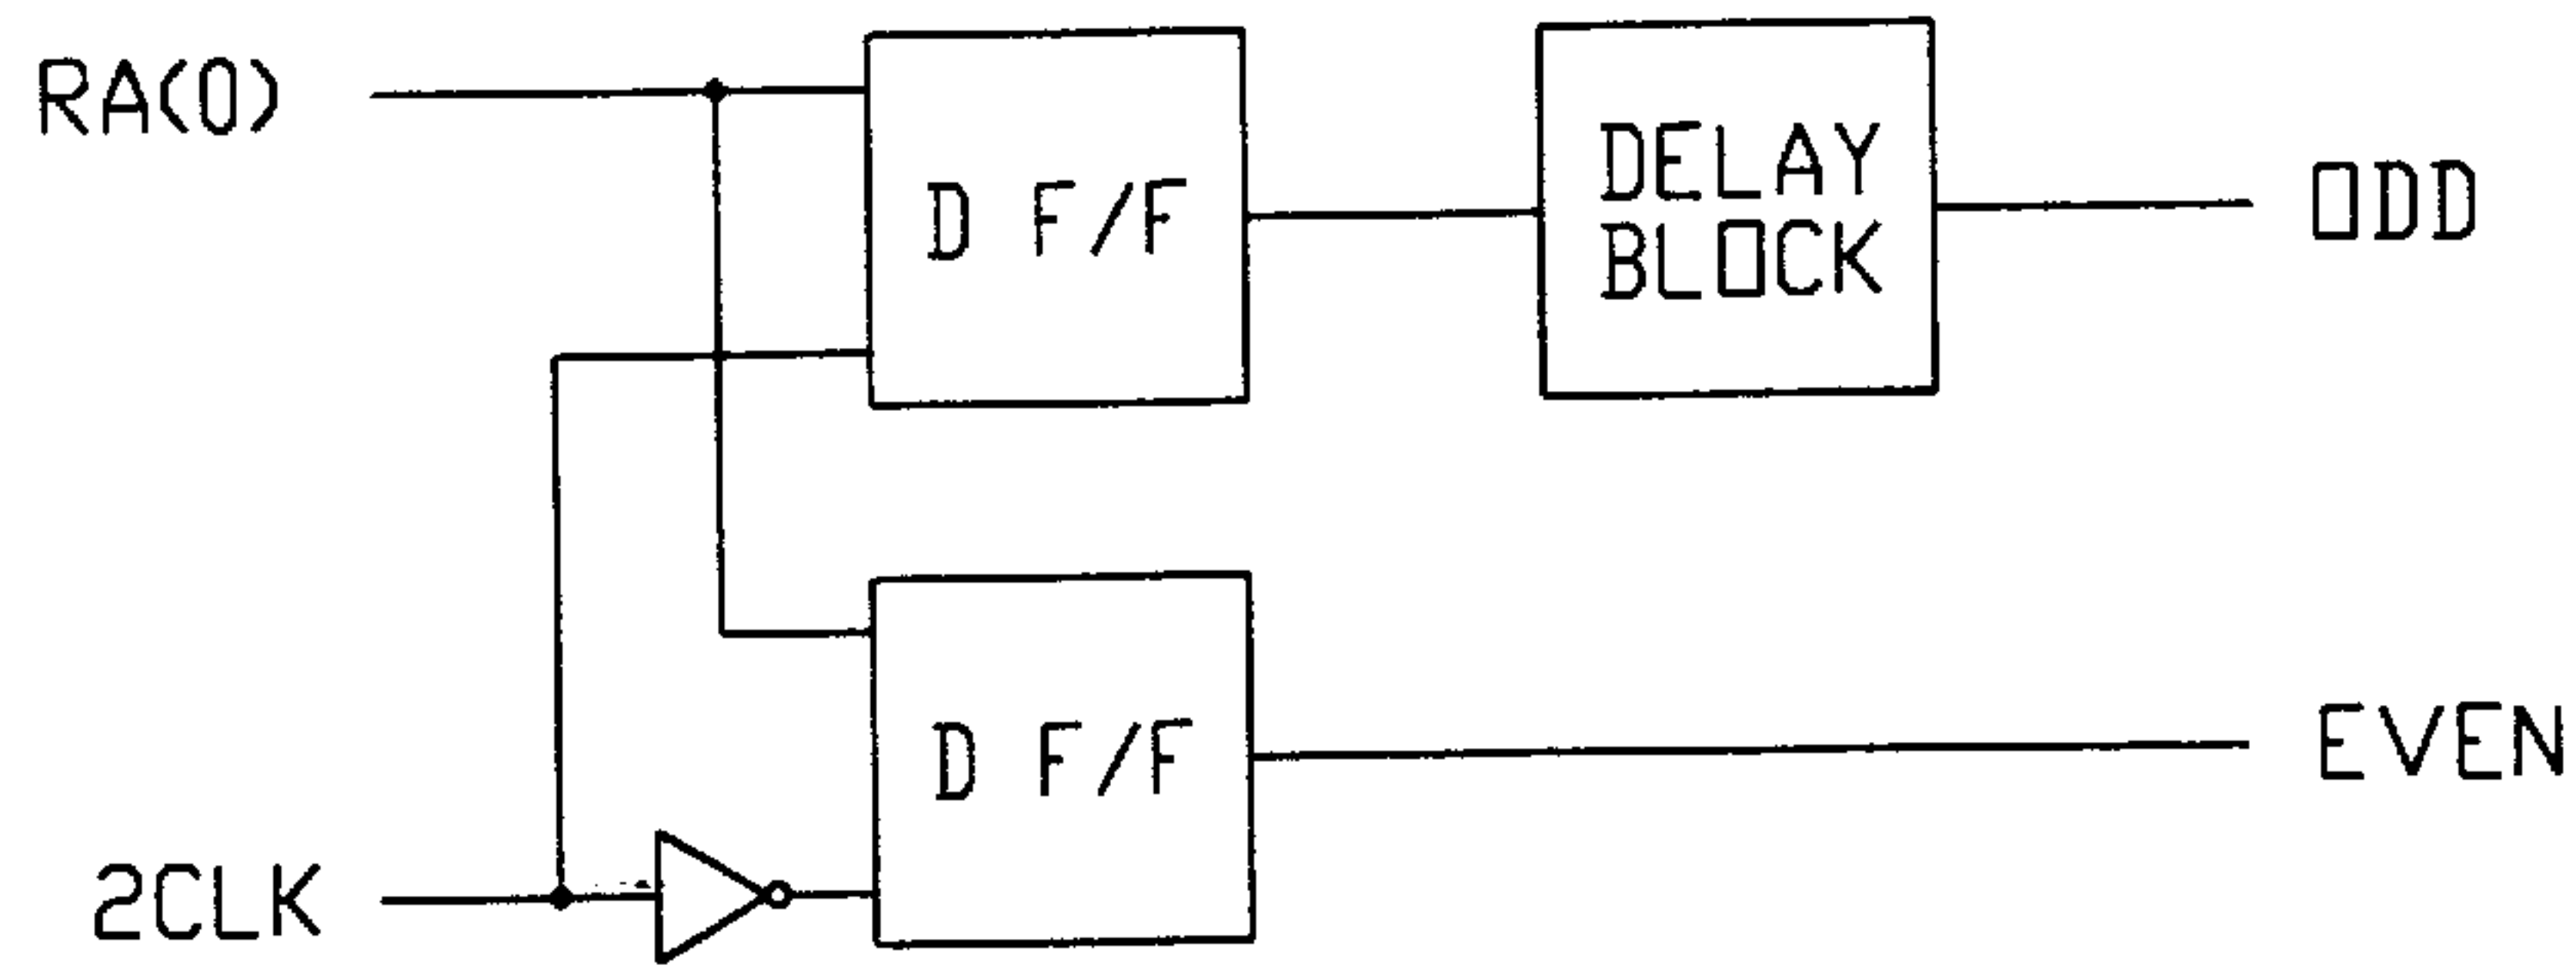 RA(0)
D F/F
DELAY
BLOCK
ODD
D F/F
EVEN
2CLK